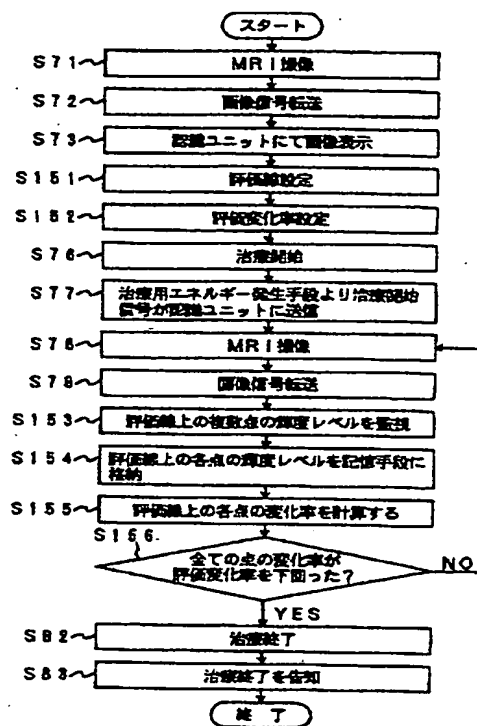 スタート
S71
MRI撮像
S72
画像信号転送
S73
認識ユニットにて画像表示
S151
評価線設定
S152
評価変化率設定
S76
治療開始
S77
治療用エネルギー発生手段より治療開始
信号が認識ユニットに送信
S78
MRI撮像
S79
画像信号転送
S153
評価線上の複数点の輝度レベルを監視
S154
評価線上の各点の輝度レベルを記信手段に
格納
S155
評価線上の各点の変化率を計算する
S156
全ての点の変化率が
評価変化率を下回った?
NO
YES
S82
治療終了
S83
治療終了を告知
終了